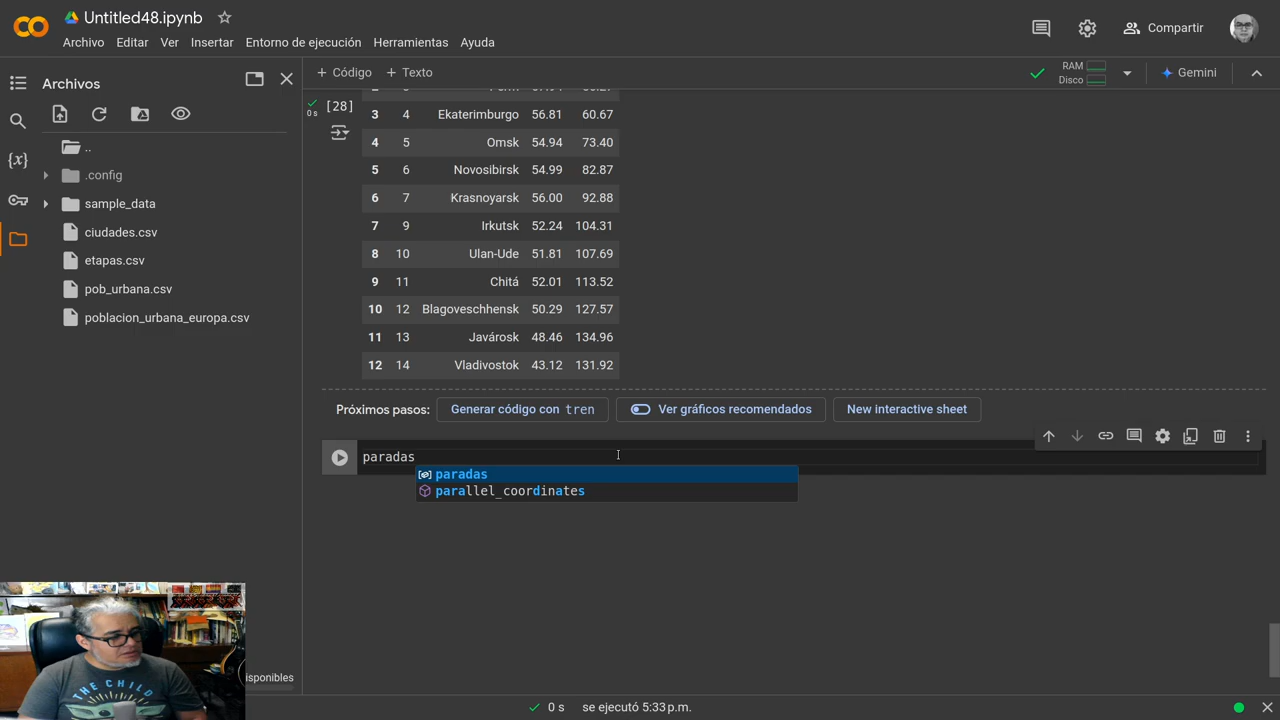 Untitled48.ipynb
Archivo Editar Ver Insertar Entorno de ejecución Herramientas Ayuda
Compartir
Archivos
+ Código + Texto
RAM
Disco
Gemini
..
.config
sample_data
ciudades.csv
etapas.csv
pob_urbana.csv
poblacion_urbana_europa.csv
isponibles
0 s
[28]
3 4 Ekaterimburgo 56.81 60.67
4 5 Omsk 54.94 73.40
5 6 Novosibirsk 54.99 82.87
6 7 Krasnoyarsk 56.00 92.88
7 9 Irkutsk 52.24 104.31
8 10 Ulan-Ude 51.81 107.69
9 11 Chitá 52.01 113.52
10 12 Blagoveschhensk 50.29 127.57
11 13 Javárosk 48.46 134.96
12 14 Vladivostok 43.12 131.92
Próximos pasos: Generar código con tren Ver gráficos recomendados New interactive sheet
paradas
paradas
parallel_coordinates
THE CHILD
0 s se ejecutó 5:33 p.m.